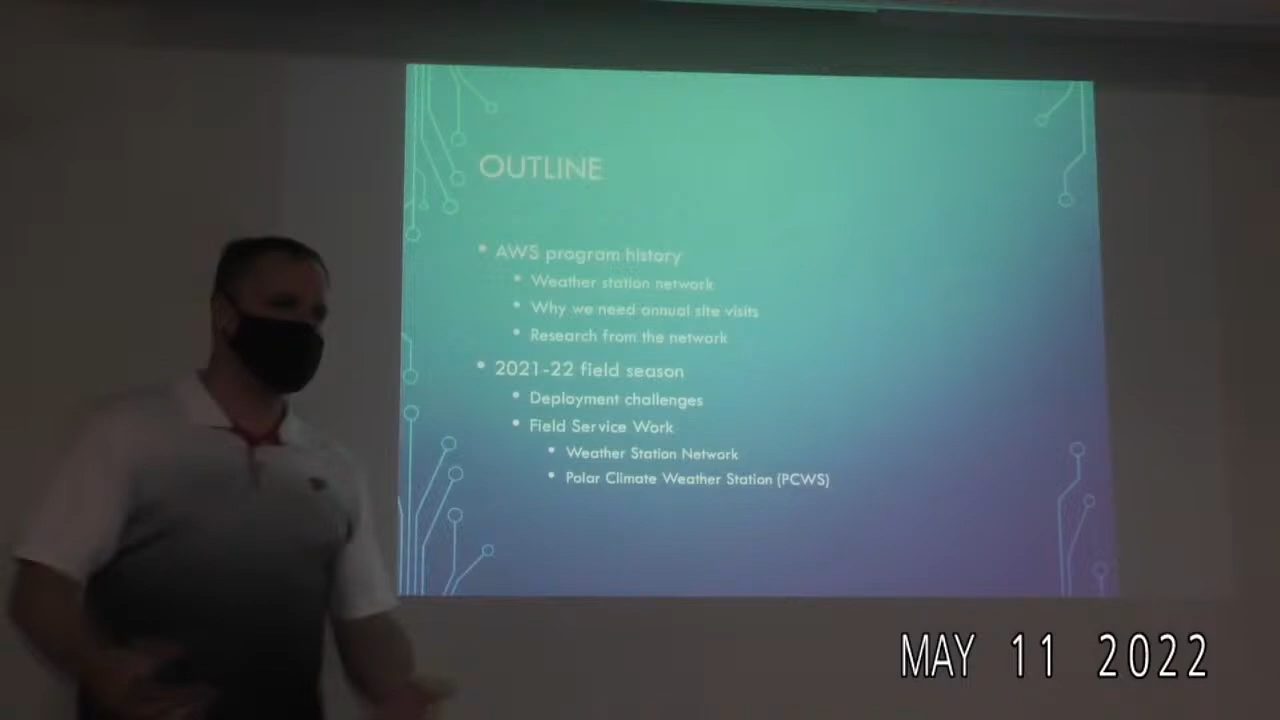 OUTLINE
AWS program history
Weather station network
Why we need annual site visits
Research from the network
2021-22 field season
Deployment challenges
Field Service Work
Weather Station Network
Polar Climate Weather Station (PCWS)
MAY 11 2022